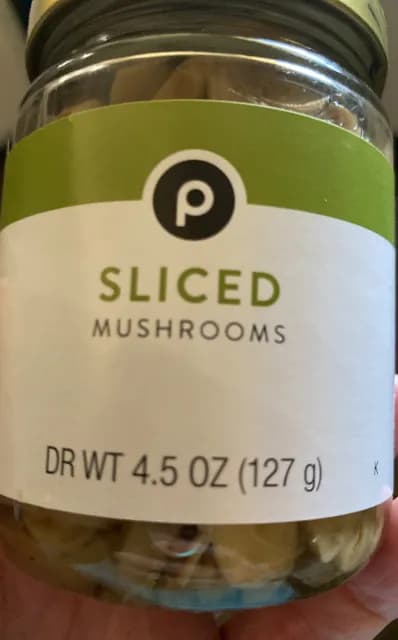 p
SLICED
MUSHROOMS
DR WT 4.5 OZ (127 g)
K